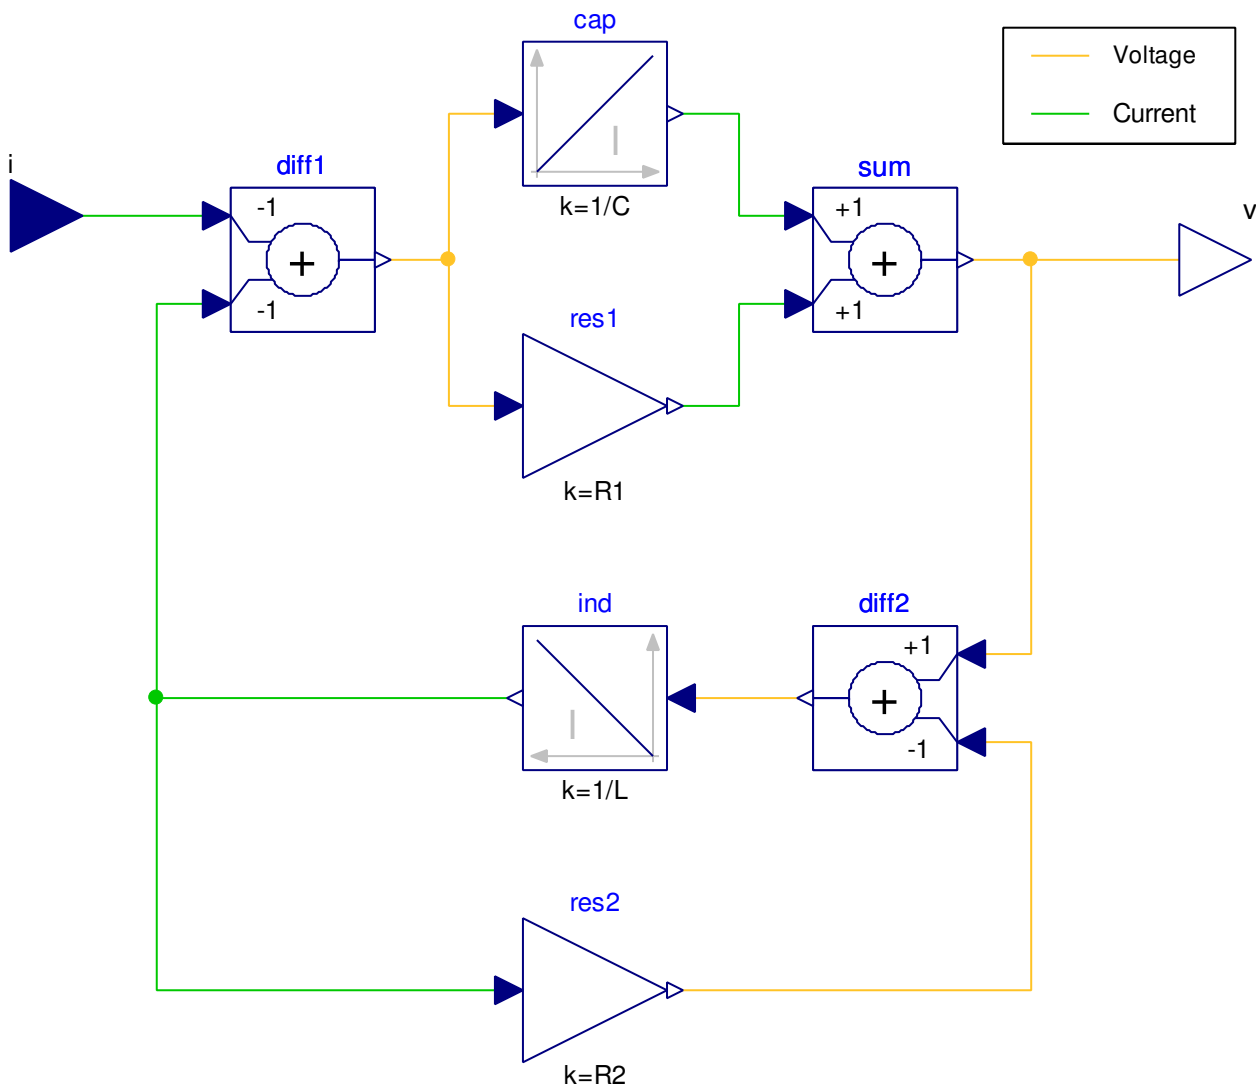 cap
Voltage
Current
i
diff1
sum
v
-1
+
-1
I
k=1/C
+1
+
+1
res1
k=R1
ind
diff2
I
k=1/L
+1
+
-1
res2
k=R2